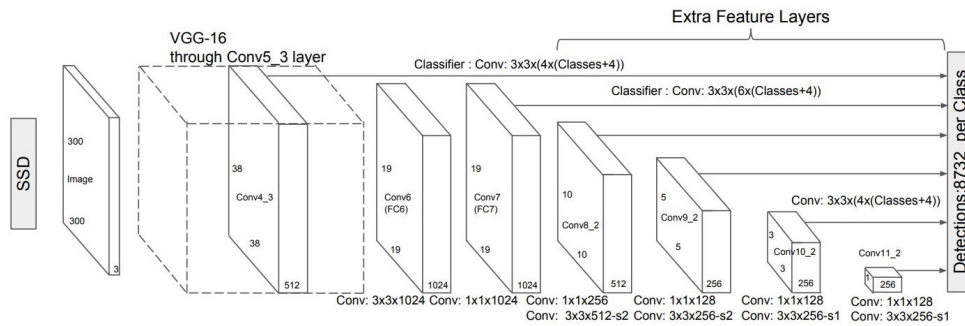 Extra Feature Layers
VGG-16
through Conv5_3 layer
Classifier : Conv: 3x3x(4x(Classes+4))
Classifier : Conv: 3x3x(6x(Classes+4))
SSD
300
Image
300
3
38
Conv4_3
38
512
19
Conv6
(FC6)
19
1024
19
Conv7
(FC7)
19
1024
10
Conv8_2
10
512
5
Conv9_2
5
256
Conv: 3x3x(4x(Classes+4))
3
Conv10_2
3
256
Conv11_2
1
256
Detections:8732 per Class
Conv: 3x3x1024
Conv: 1x1x1024
Conv: 1x1x256
Conv: 3x3x512-s2
Conv: 1x1x128
Conv: 3x3x256-s2
Conv: 1x1x128
Conv: 3x3x256-s1
Conv: 1x1x128
Conv: 3x3x256-s1